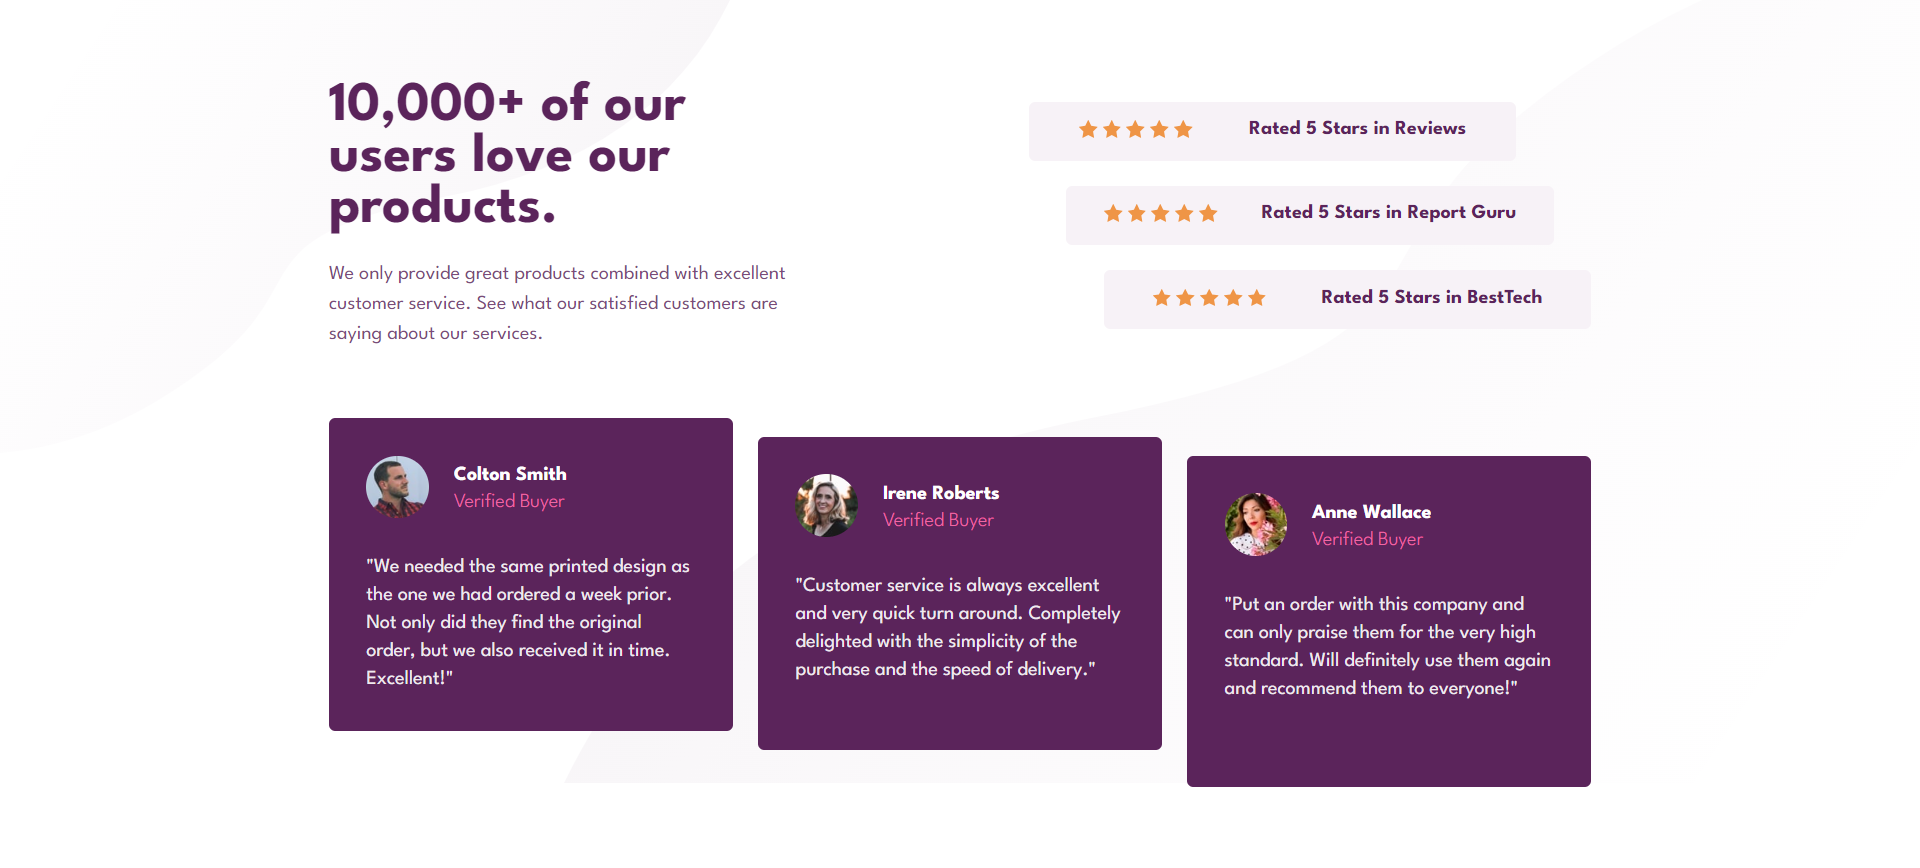 10,000+ of our
users love our
products.
We only provide great products combined with excellent
customer service. See what our satisfied customers are
saying about our services.
Rated 5 Stars in Reviews
Rated 5 Stars in Report Guru
Rated 5 Stars in BestTech
Colton Smith
Verified Buyer
"We needed the same printed design as
the one we had ordered a week prior.
Not only did they find the original
order, but we also received it in time.
Excellent!"
Irene Roberts
Verified Buyer
"Customer service is always excellent
and very quick turn around. Completely
delighted with the simplicity of the
purchase and the speed of delivery."
Anne Wallace
Verified Buyer
"Put an order with this company and
can only praise them for the very high
standard. Will definitely use them again
and recommend them to everyone!"